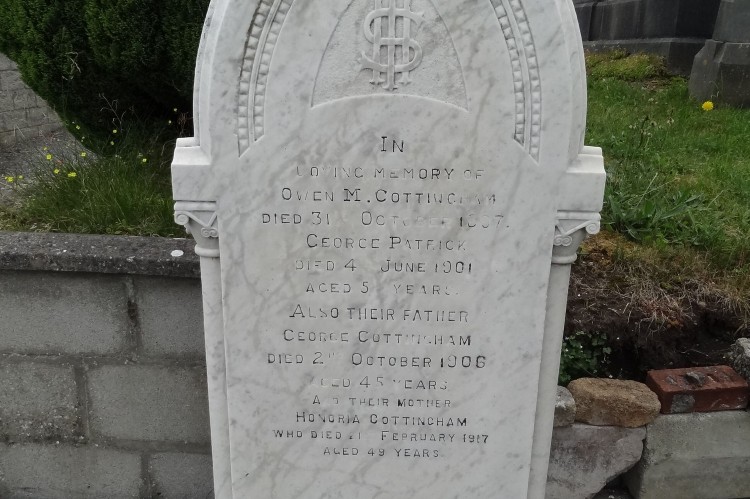 IHS
IN
LOVING MEMORY OF
OWEN M. COTTINGHAM
DIED 31 OCTOBER
GEORGE PATRICK
DIED 4 JUNE 1901
AGED 5 YEARS.
ALSO THEIR FATHER
GEORGE COTTINGHAM
DIED 2ND OCTOBER 1906
AGED 45 YEARS
AND THEIR MOTHER
HONORIA COTTINGHAM
WHO DIED FEBRUARY 1917
AGED 49 YEARS